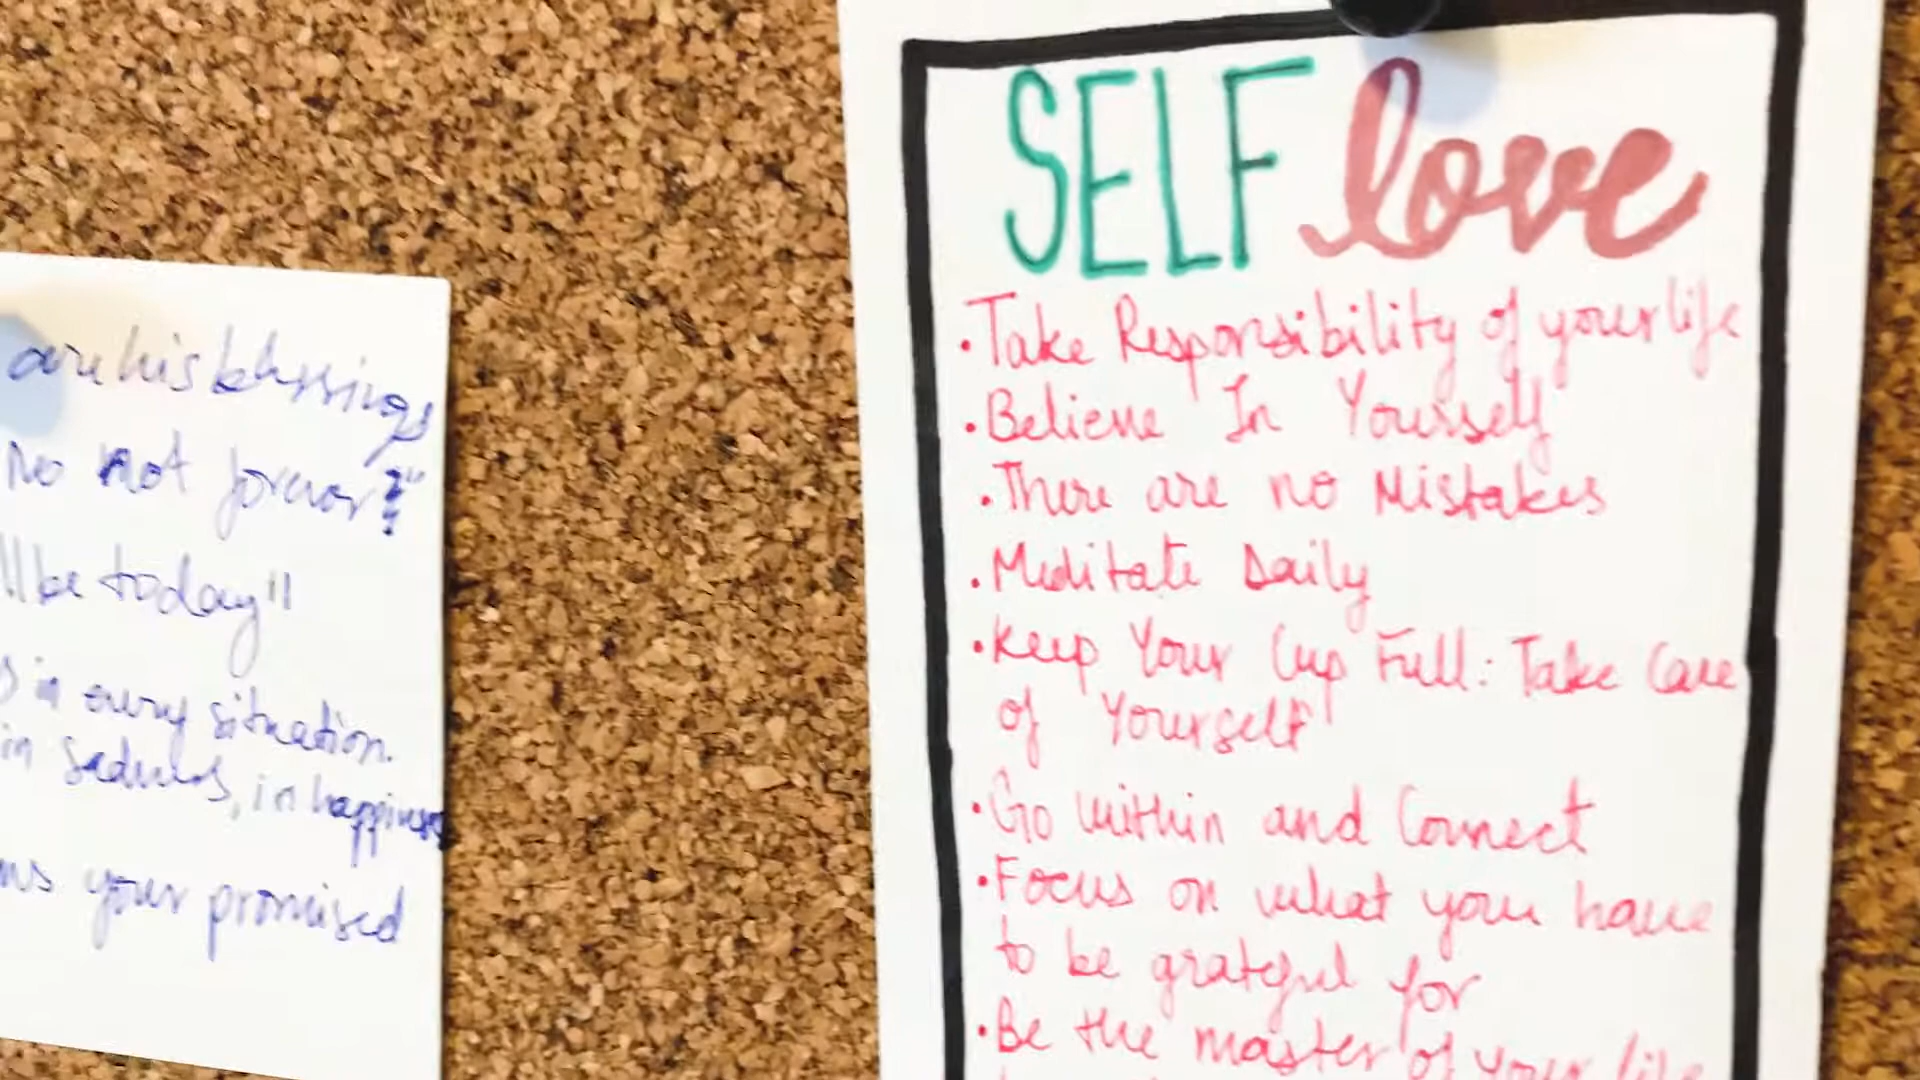 are his blessings
No not forever?"
ll be today"
in every situation.
in sadness, in happiness
your promised
SELF love
• Take Responsibility of your life
• Believe In Yourself
• There are no Mistakes
• Meditate Daily
• Keep Your Cup Full: Take Care
of Yourself
• Go within and Connect
• Focus on what you have
to be grateful for
• Be the master of your life